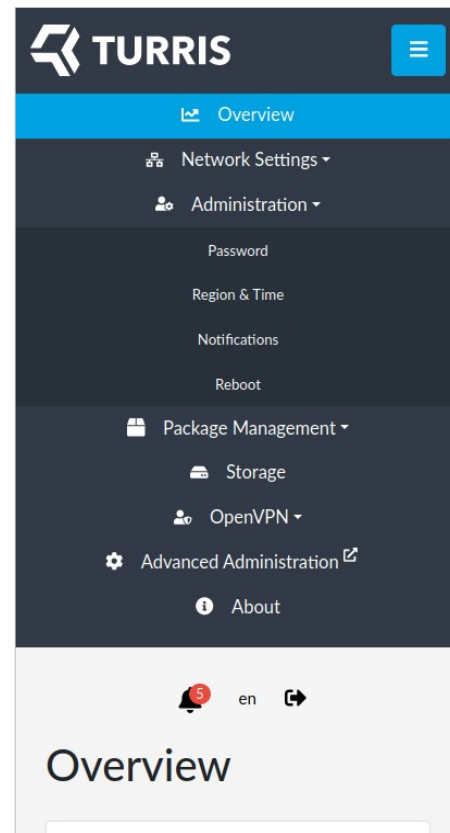 TURRIS
Overview
Network Settings
Administration
Password
Region & Time
Notifications
Reboot
Package Management
Storage
OpenVPN
Advanced Administration
About
5
en
Overview